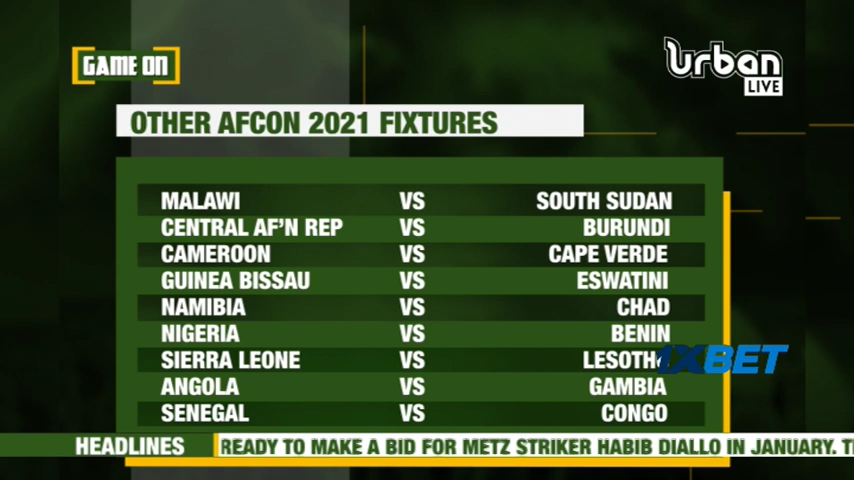 GAME ON
Urban
LIVE
OTHER AFCON 2021 FIXTURES
MALAWI VS SOUTH SUDAN
CENTRAL AF'N REP VS BURUNDI
CAMEROON VS CAPE VERDE
GUINEA BISSAU VS ESWATINI
NAMIBIA VS CHAD
NIGERIA VS BENIN
SIERRA LEONE VS LESOTHO
1XBET
ANGOLA VS GAMBIA
SENEGAL VS CONGO
HEADLINES READY TO MAKE A BID FOR METZ STRIKER HABIB DIALLO IN JANUARY.